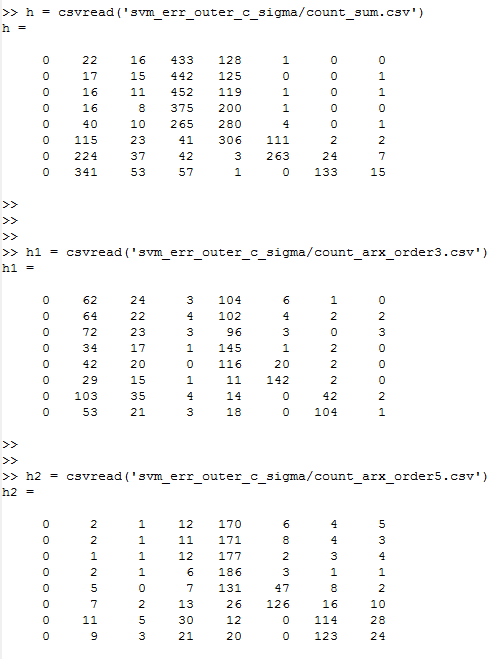 >> h = csvread('svm_err_outer_c_sigma/count_sum.csv')
h =
0 22 16 433 128 1 0 0
0 17 15 442 125 0 0 1
0 16 11 452 119 1 0 1
0 16 8 375 200 1 0 0
0 40 10 265 280 4 0 1
0 115 23 41 306 111 2 2
0 224 37 42 3 263 24 7
0 341 53 57 1 0 133 15
>>
>>
>>
>> h1 = csvread('svm_err_outer_c_sigma/count_arx_order3.csv')
h1 =
0 62 24 3 104 6 1 0
0 64 22 4 102 4 2 2
0 72 23 3 96 3 0 3
0 34 17 1 145 1 2 0
0 42 20 0 116 20 2 0
0 29 15 1 11 142 2 0
0 103 35 4 14 0 42 2
0 53 21 3 18 0 104 1
>>
>>
>> h2 = csvread('svm_err_outer_c_sigma/count_arx_order5.csv')
h2 =
0 2 1 12 170 6 4 5
0 2 1 11 171 8 4 3
0 1 1 12 177 2 3 4
0 2 1 6 186 3 1 1
0 5 0 7 131 47 8 2
0 7 2 13 26 126 16 10
0 11 5 30 12 0 114 28
0 9 3 21 20 0 123 24